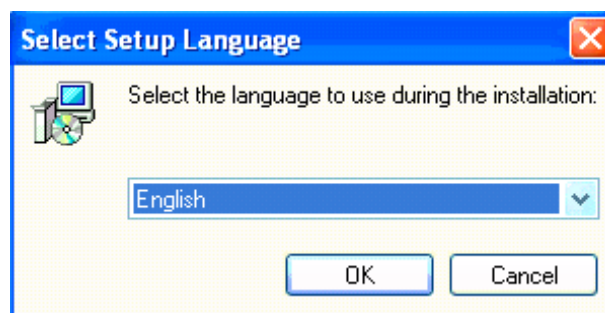 Select Setup Language
Select the language to use during the installation:
English
OK
Cancel